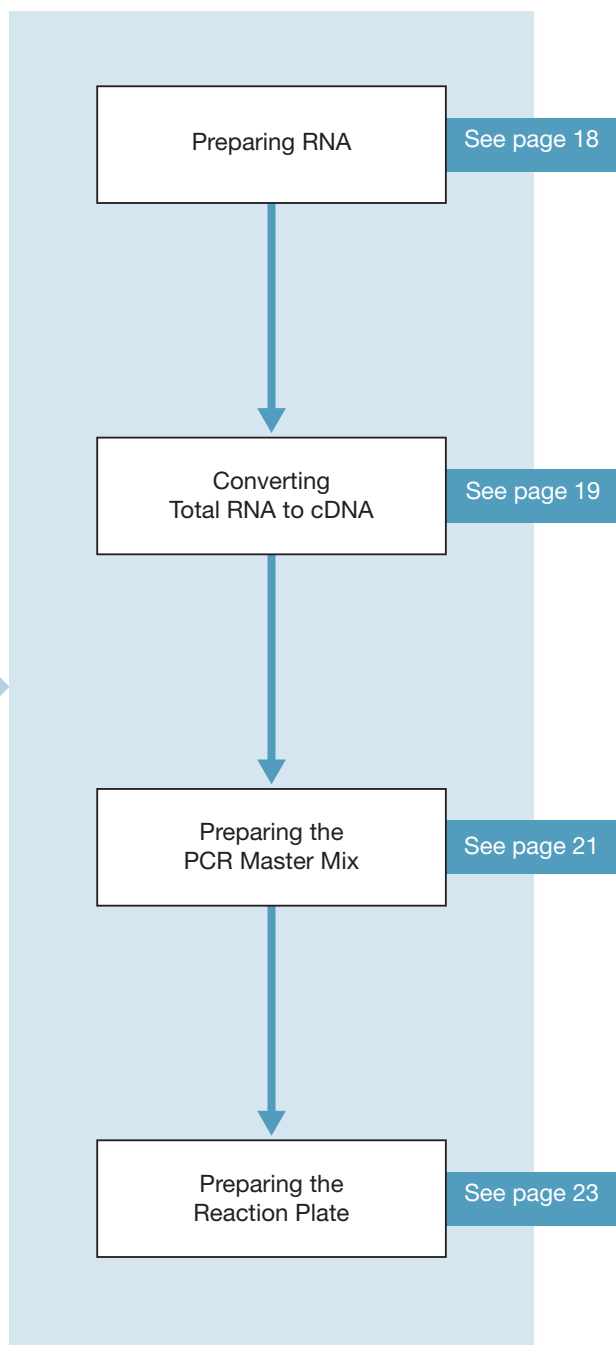 Preparing RNA
See page 18
Converting
Total RNA to cDNA
See page 19
Preparing the
PCR Master Mix
See page 21
Preparing the
Reaction Plate
See page 23